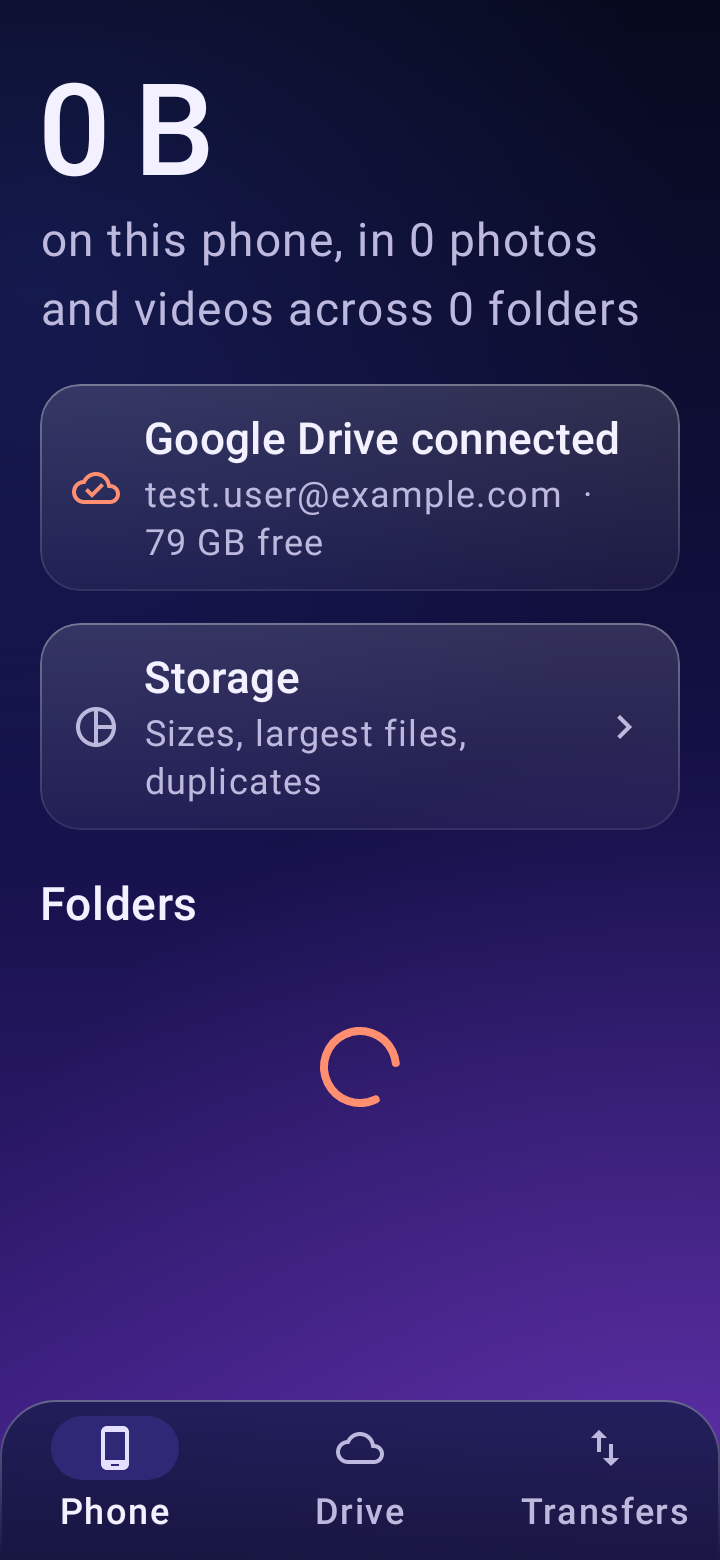 0 B
on this phone, in 0 photos
and videos across 0 folders
Google Drive connected
test.user@example.com ·
79 GB free
Storage
Sizes, largest files,
duplicates
Folders
Phone
Drive
Transfers